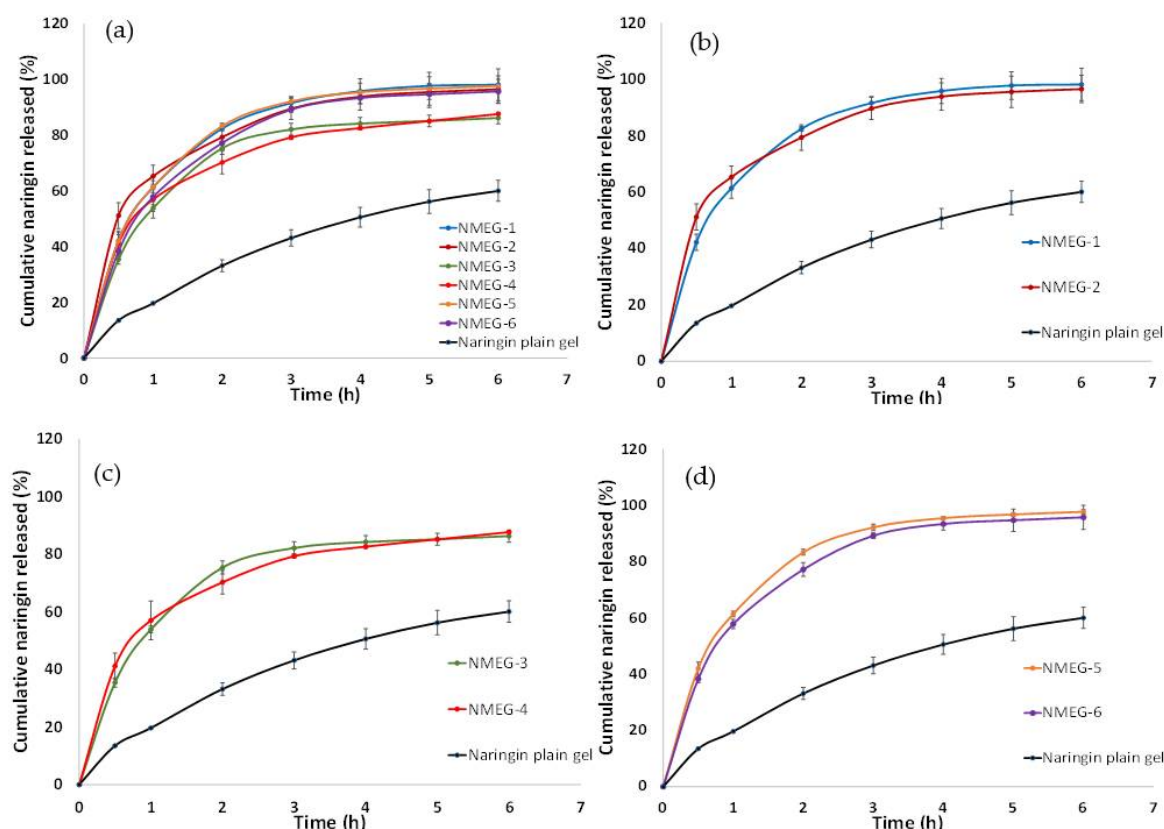 (a)
Cumulative naringin released (%)
120
100
80
60
40
20
0
0 1 2 3 4 5 6 7
Time (h)
NMEG-1
NMEG-2
NMEG-3
NMEG-4
NMEG-5
NMEG-6
Naringin plain gel
(b)
Cumulative naringin released (%)
120
100
80
60
40
20
0
0 1 2 3 4 5 6 7
Time (h)
NMEG-1
NMEG-2
Naringin plain gel
(c)
Cumulative naringin released (%)
120
100
80
60
40
20
0
0 1 2 3 4 5 6 7
Time (h)
NMEG-3
NMEG-4
Naringin plain gel
(d)
Cumulative naringin released (%)
120
100
80
60
40
20
0
0 1 2 3 4 5 6 7
Time (h)
NMEG-5
NMEG-6
Naringin plain gel